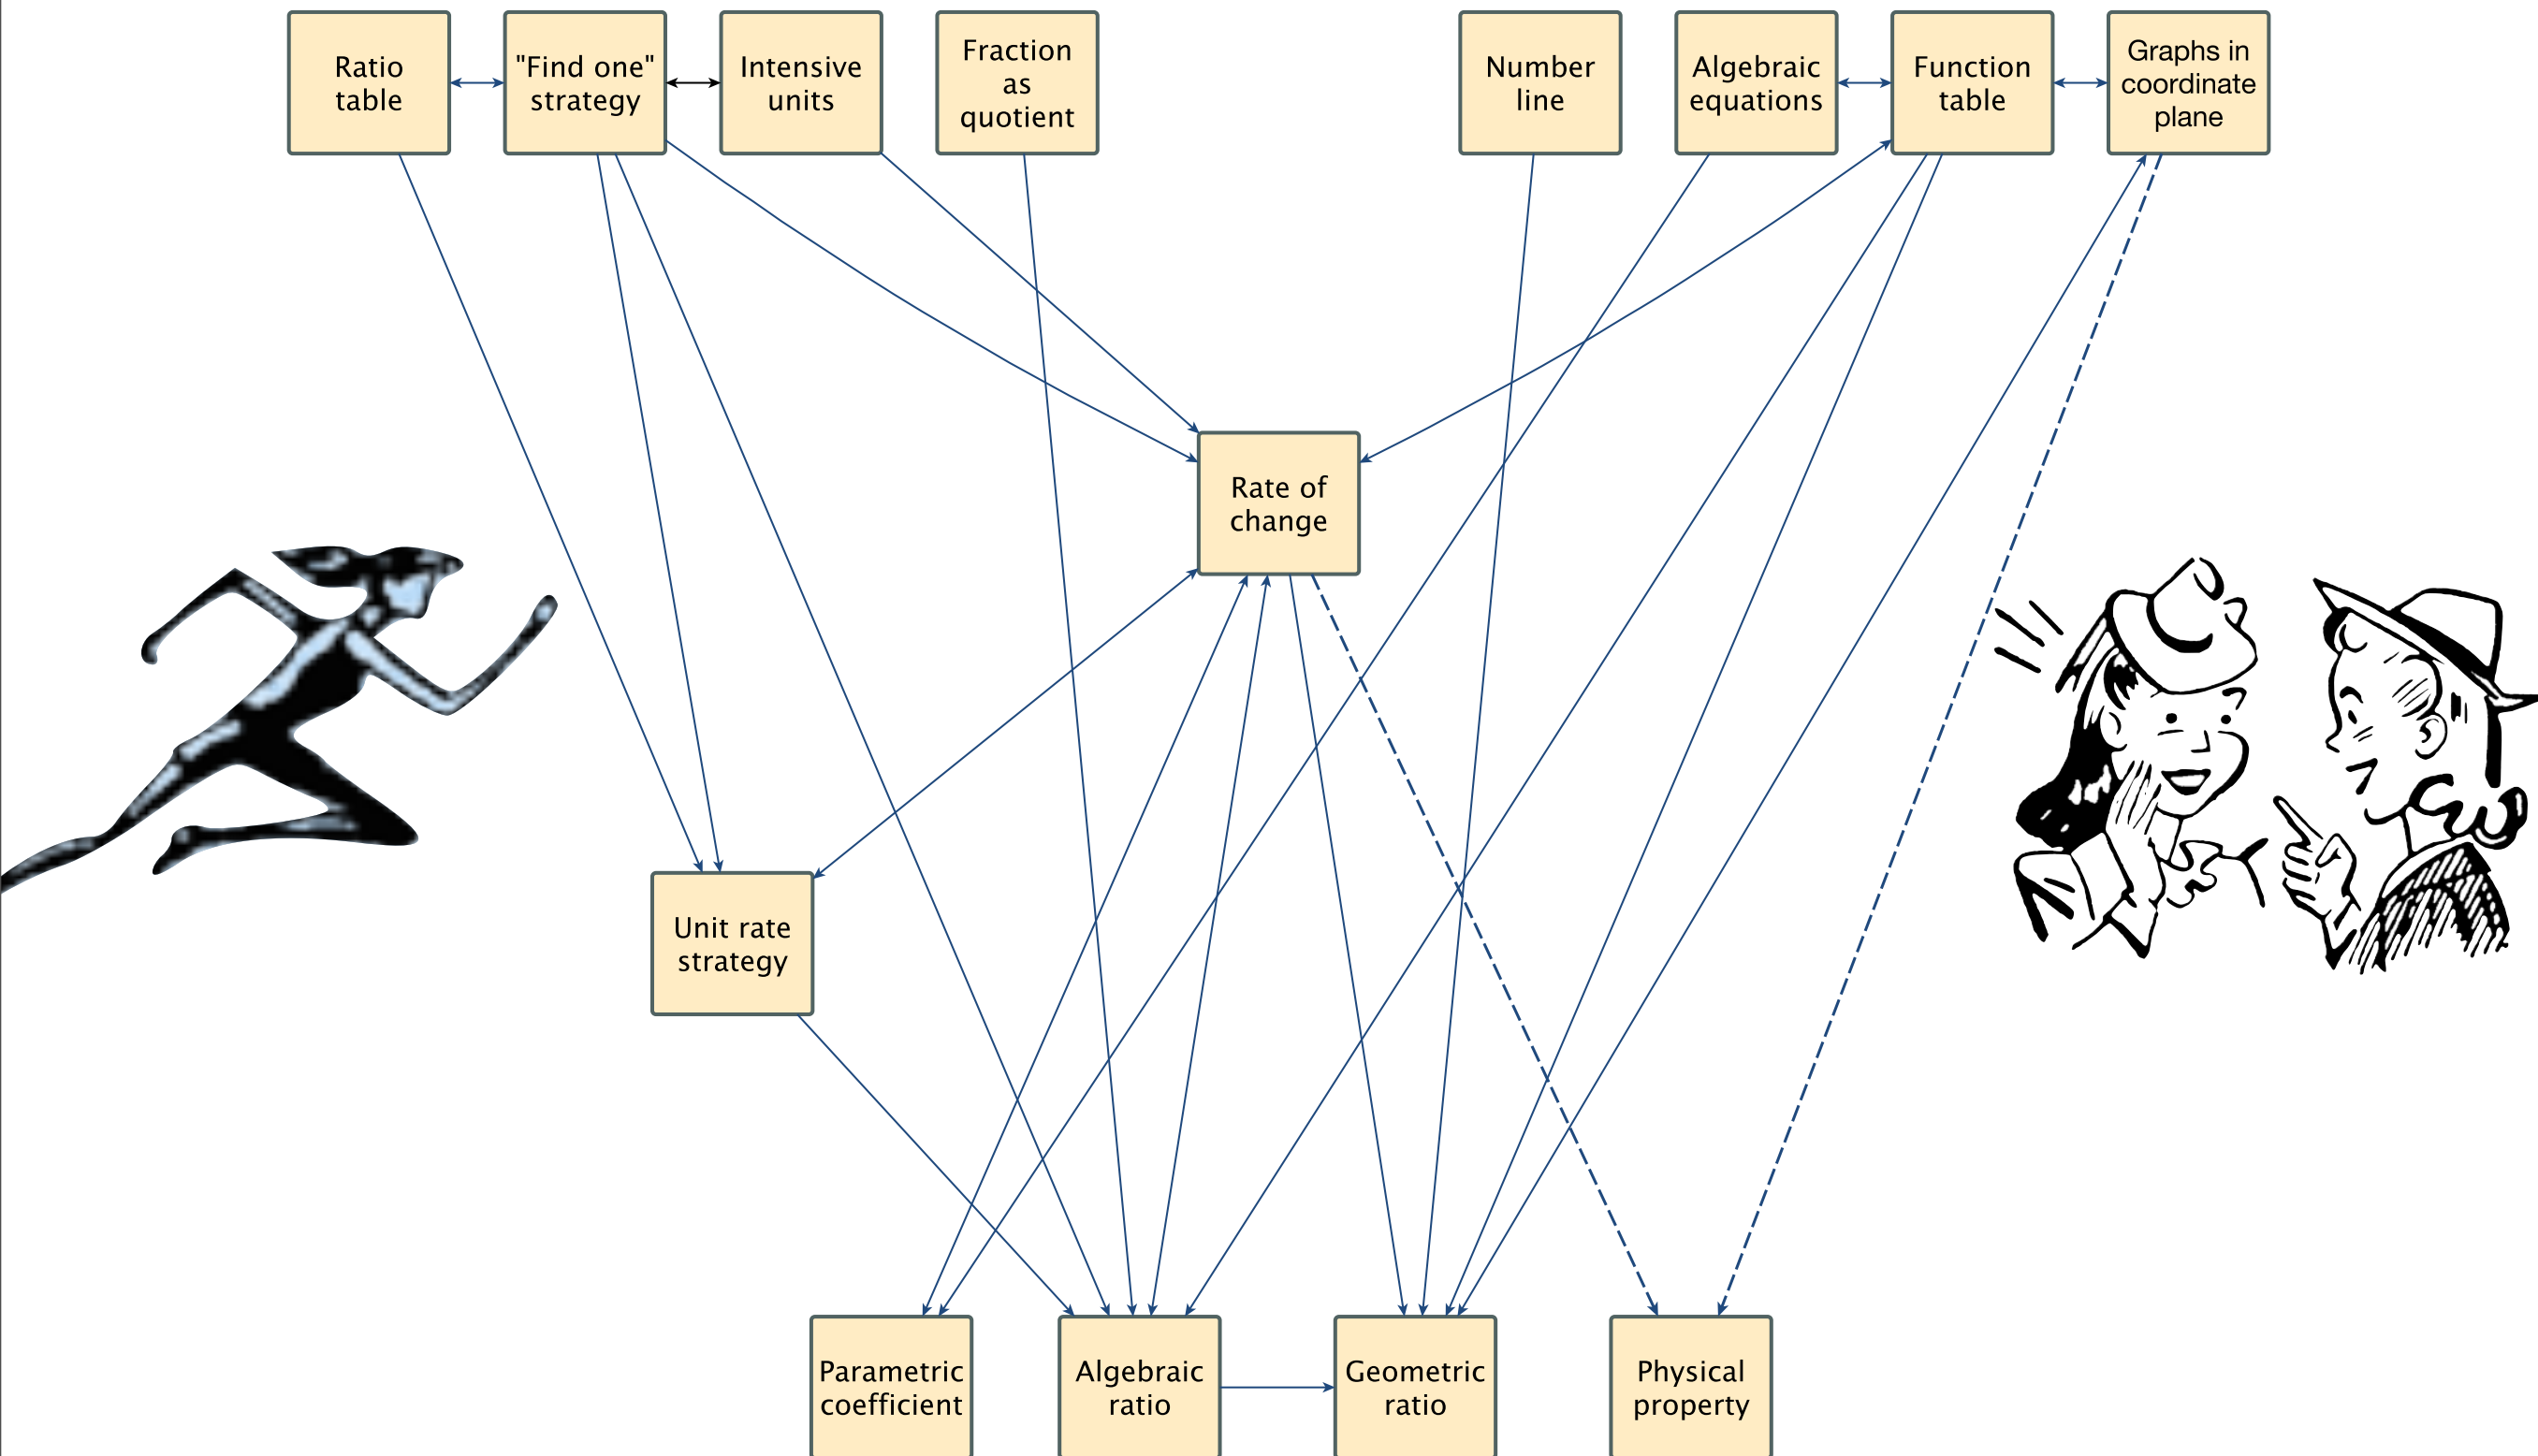 Ratio
table
"Find one"
strategy
Intensive
units
Fraction
as
quotient
Number
line
Algebraic
equations
Function
table
Graphs in
coordinate
plane
Rate of
change
Unit rate
strategy
Parametric
coefficient
Algebraic
ratio
Geometric
ratio
Physical
property